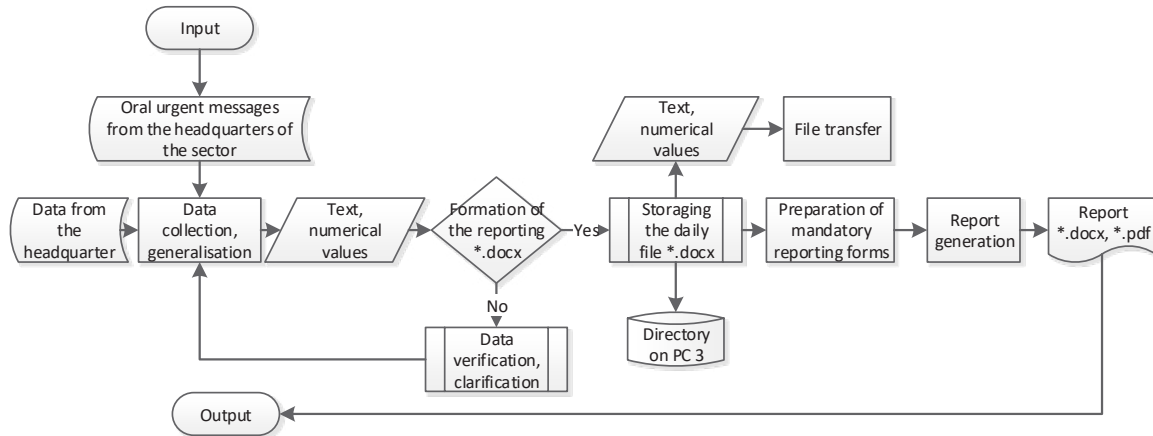 Input
Oral urgent messages
from the headquarters of
the sector
Data from
the
headquarter
Data
collection,
generalisation
Text,
numerical
values
Formation of
the reporting
*.docx
Yes
No
Data
verification,
clarification
Text,
numerical
values
File transfer
Storaging
the daily
file *.docx
Directory
on PC 3
Preparation of
mandatory
reporting forms
Report
generation
Report
*.docx, *.pdf
Output